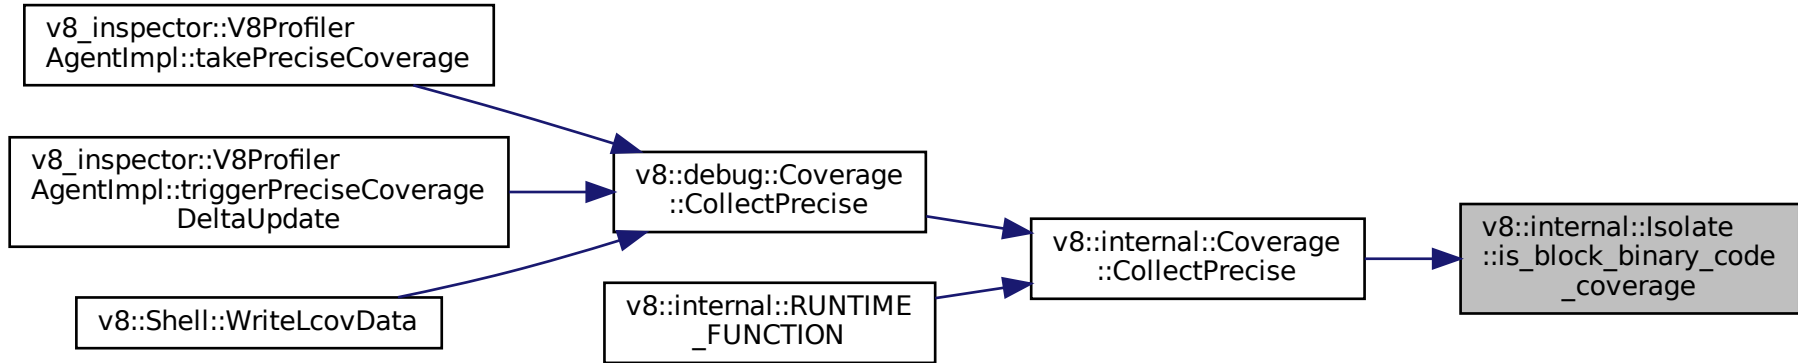 v8_inspector::V8Profiler
AgentImpl::takePreciseCoverage
v8_inspector::V8Profiler
AgentImpl::triggerPreciseCoverage
DeltaUpdate
v8::Shell::WriteLcovData
v8::debug::Coverage
::CollectPrecise
v8::internal::RUNTIME
_FUNCTION
v8::internal::Coverage
::CollectPrecise
v8::internal::Isolate
::is_block_binary_code
_coverage